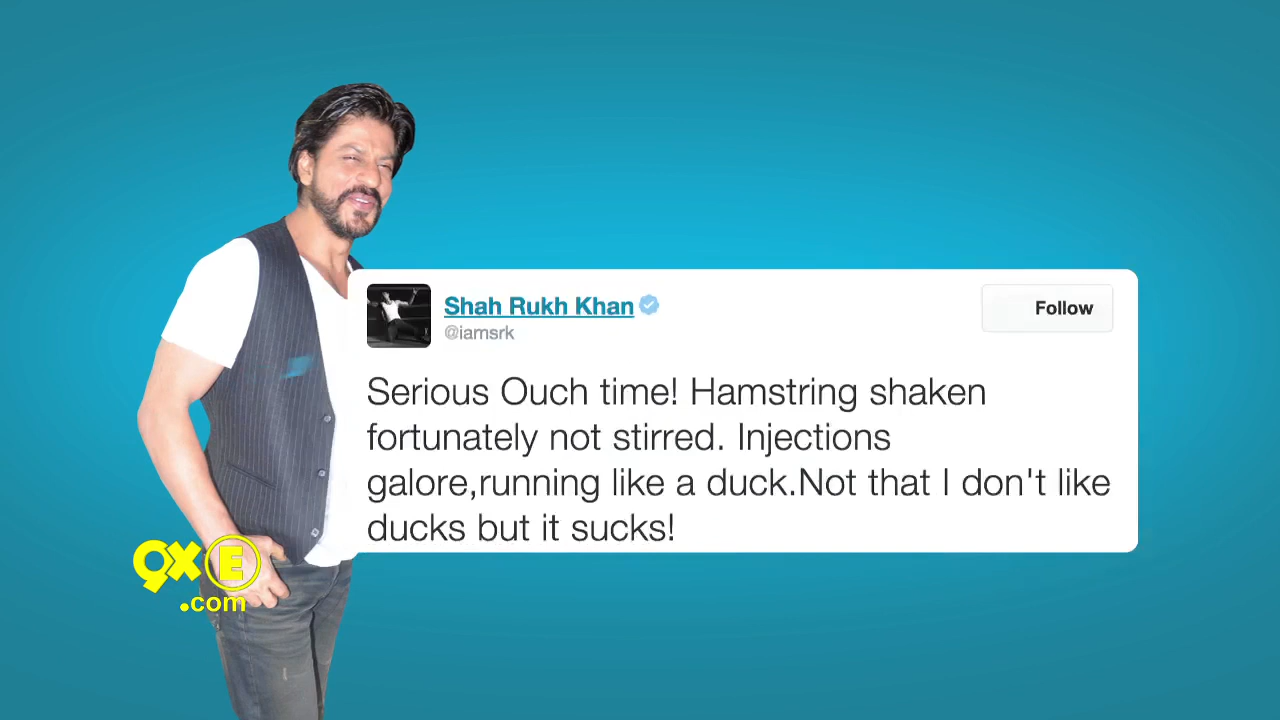 Shah Rukh Khan
@iamsrk
Follow
Serious Ouch time! Hamstring shaken
fortunately not stirred. Injections
galore,running like a duck.Not that I don't like
ducks but it sucks!
9XE
.com